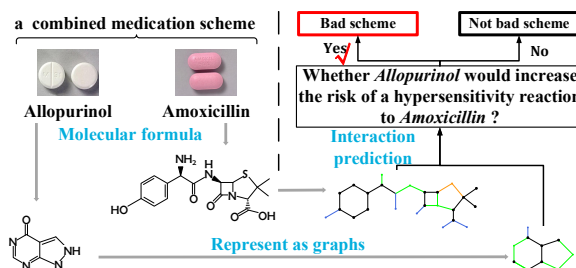 a combined medication scheme
Allopurinol
Amoxicillin
Molecular formula
NH2
H
N
H
S
HO
O
N
O
O
OH
O
N
NH
N
N
Represent as graphs
Bad scheme
Not bad scheme
Yes
No
Whether Allopurinol would increase
the risk of a hypersensitivity reaction
to Amoxicillin ?
Interaction
prediction